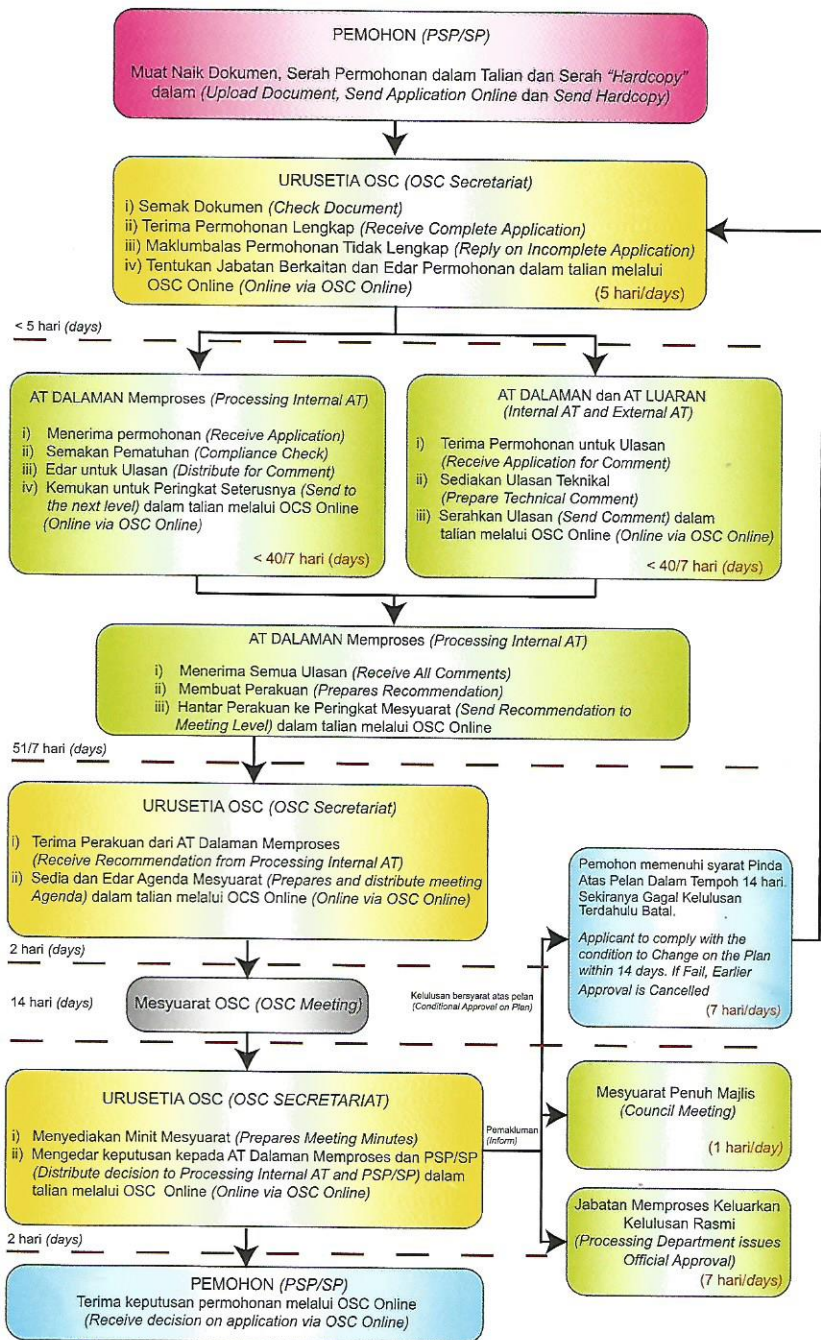 PEMOHON (PSP/SP)
Muat Naik Dokumen, Serah Permohonan dalam Talian dan Serah "Hardcopy"
dalam (Upload Document, Send Application Online dan Send Hardcopy)
URUSETIA OSC (OSC Secretariat)
i) Semak Dokumen (Check Document)
ii) Terima Permohonan Lengkap (Receive Complete Application)
iii) Maklumbalas Permohonan Tidak Lengkap (Reply on Incomplete Application)
iv) Tentukan Jabatan Berkaitan dan Edar Permohonan dalam talian melalui
OSC Online (Online via OSC Online)
(5 hari/days)
< 5 hari (days)
AT DALAMAN Memproses (Processing Internal AT)
i) Menerima permohonan (Receive Application)
ii) Semakan Pematuhan (Compliance Check)
iii) Edar untuk Ulasan (Distribute for Comment)
iv) Kemukan untuk Peringkat Seterusnya (Send to
the next level) dalam talian melalui OCS Online
(Online via OSC Online)
< 40/7 hari (days)
AT DALAMAN dan AT LUARAN
(Internal AT and External AT)
i) Terima Permohonan untuk Ulasan
(Receive Application for Comment)
ii) Sediakan Ulasan Teknikal
(Prepare Technical Comment)
iii) Serahkan Ulasan (Send Comment) dalam
talian melalui OSC Online (Online via OSC Online)
< 40/7 hari (days)
AT DALAMAN Memproses (Processing Internal AT)
i) Menerima Semua Ulasan (Receive All Comments)
ii) Membuat Perakuan (Prepares Recommendation)
iii) Hantar Perakuan ke Peringkat Mesyuarat (Send Recommendation to
Meeting Level) dalam talian melalui OSC Online
51/7 hari (days)
URUSETIA OSC (OSC Secretariat)
i) Terima Perakuan dari AT Dalaman Memproses
(Receive Recommendation from Processing Internal AT)
ii) Sedia dan Edar Agenda Mesyuarat (Prepares and distribute meeting
Agenda) dalam talian melalui OCS Online (Online via OSC Online)
2 hari (days)
14 hari (days)
Mesyuarat OSC (OSC Meeting)
Kelulusan bersyarat atas pelan
(Conditional Approval on Plan)
Pemohon memenuhi syarat Pinda
Atas Pelan Dalam Tempoh 14 hari.
Sekiranya Gagal Kelulusan
Terdahulu Batal.
Applicant to comply with the
condition to Change on the Plan
within 14 days. If Fail, Earlier
Approval is Cancelled
(7 hari/days)
URUSETIA OSC (OSC SECRETARIAT)
i) Menyediakan Minit Mesyuarat (Prepares Meeting Minutes)
ii) Mengedar keputusan kepada AT Dalaman Memproses dan PSP/SP
(Distribute decision to Processing Internal AT and PSP/SP) dalam
talian melalui OSC Online (Online via OSC Online)
Pemakluman
(Inform)
Mesyuarat Penuh Majlis
(Council Meeting)
(1 hari/day)
Jabatan Memproses Keluarkan
Kelulusan Rasmi
(Processing Department issues
Official Approval)
(7 hari/days)
2 hari (days)
PEMOHON (PSP/SP)
Terima keputusan permohonan melalui OSC Online
(Receive decision on application via OSC Online)